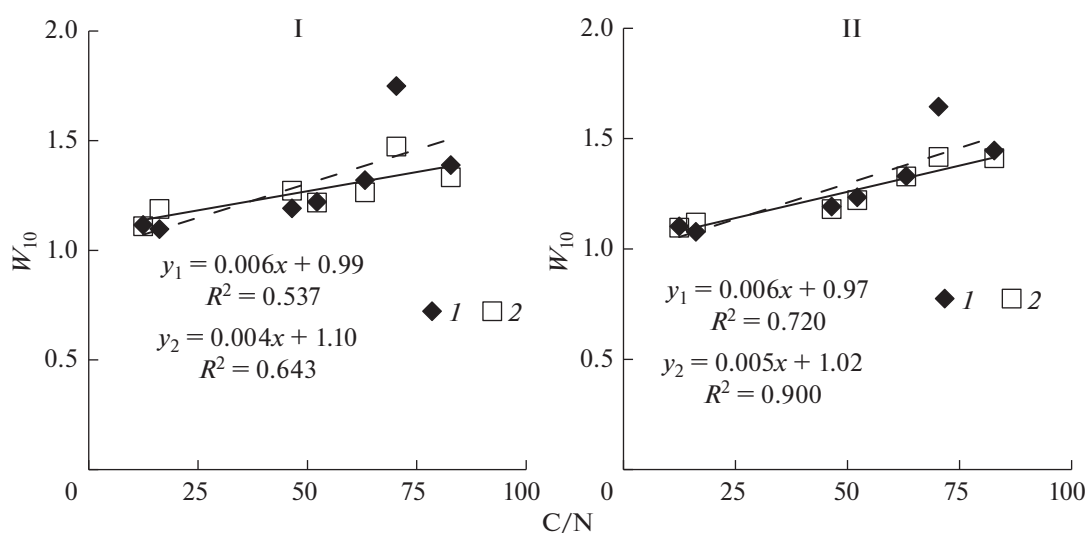 I
2.0
1.5
1.0
0.5
0
25
50
75
100
W₁₀
y₁ = 0.006x + 0.99
R² = 0.537
y₂ = 0.004x + 1.10
R² = 0.643
1 2
II
2.0
1.5
1.0
0.5
0
25
50
75
100
W₁₀
y₁ = 0.006x + 0.97
R² = 0.720
y₂ = 0.005x + 1.02
R² = 0.900
1 2
C/N